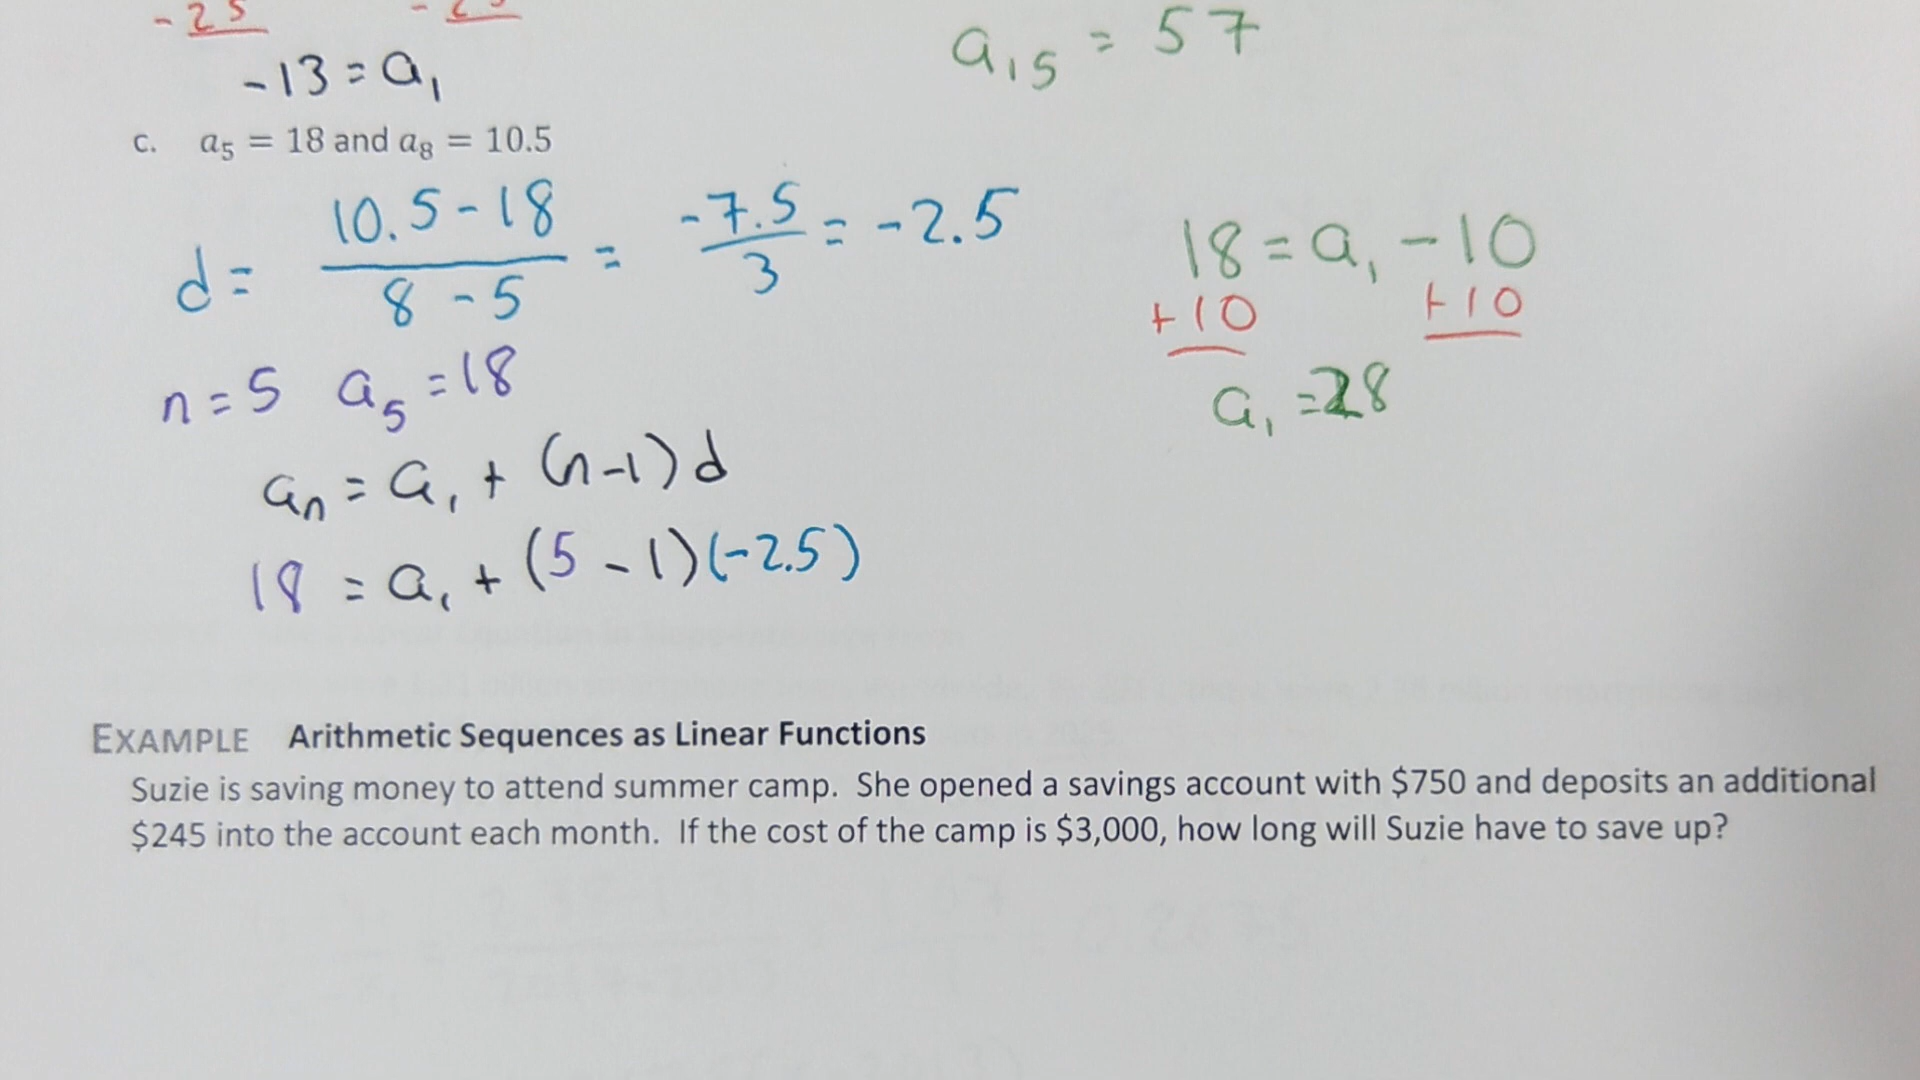 - 25 - 25
-13 = a₁
a₁₅ = 57
c. a₅ = 18 and a₈ = 10.5
d = (10.5 - 18)/(8 - 5) = -7.5/3 = -2.5
n = 5 a₅ = 18
aₙ = a₁ + (n-1)d
18 = a₁ + (5 - 1)(-2.5)
18 = a₁ - 10
+10 +10
a₁ = 28
EXAMPLE Arithmetic Sequences as Linear Functions
Suzie is saving money to attend summer camp. She opened a savings account with $750 and deposits an additional
$245 into the account each month. If the cost of the camp is $3,000, how long will Suzie have to save up?